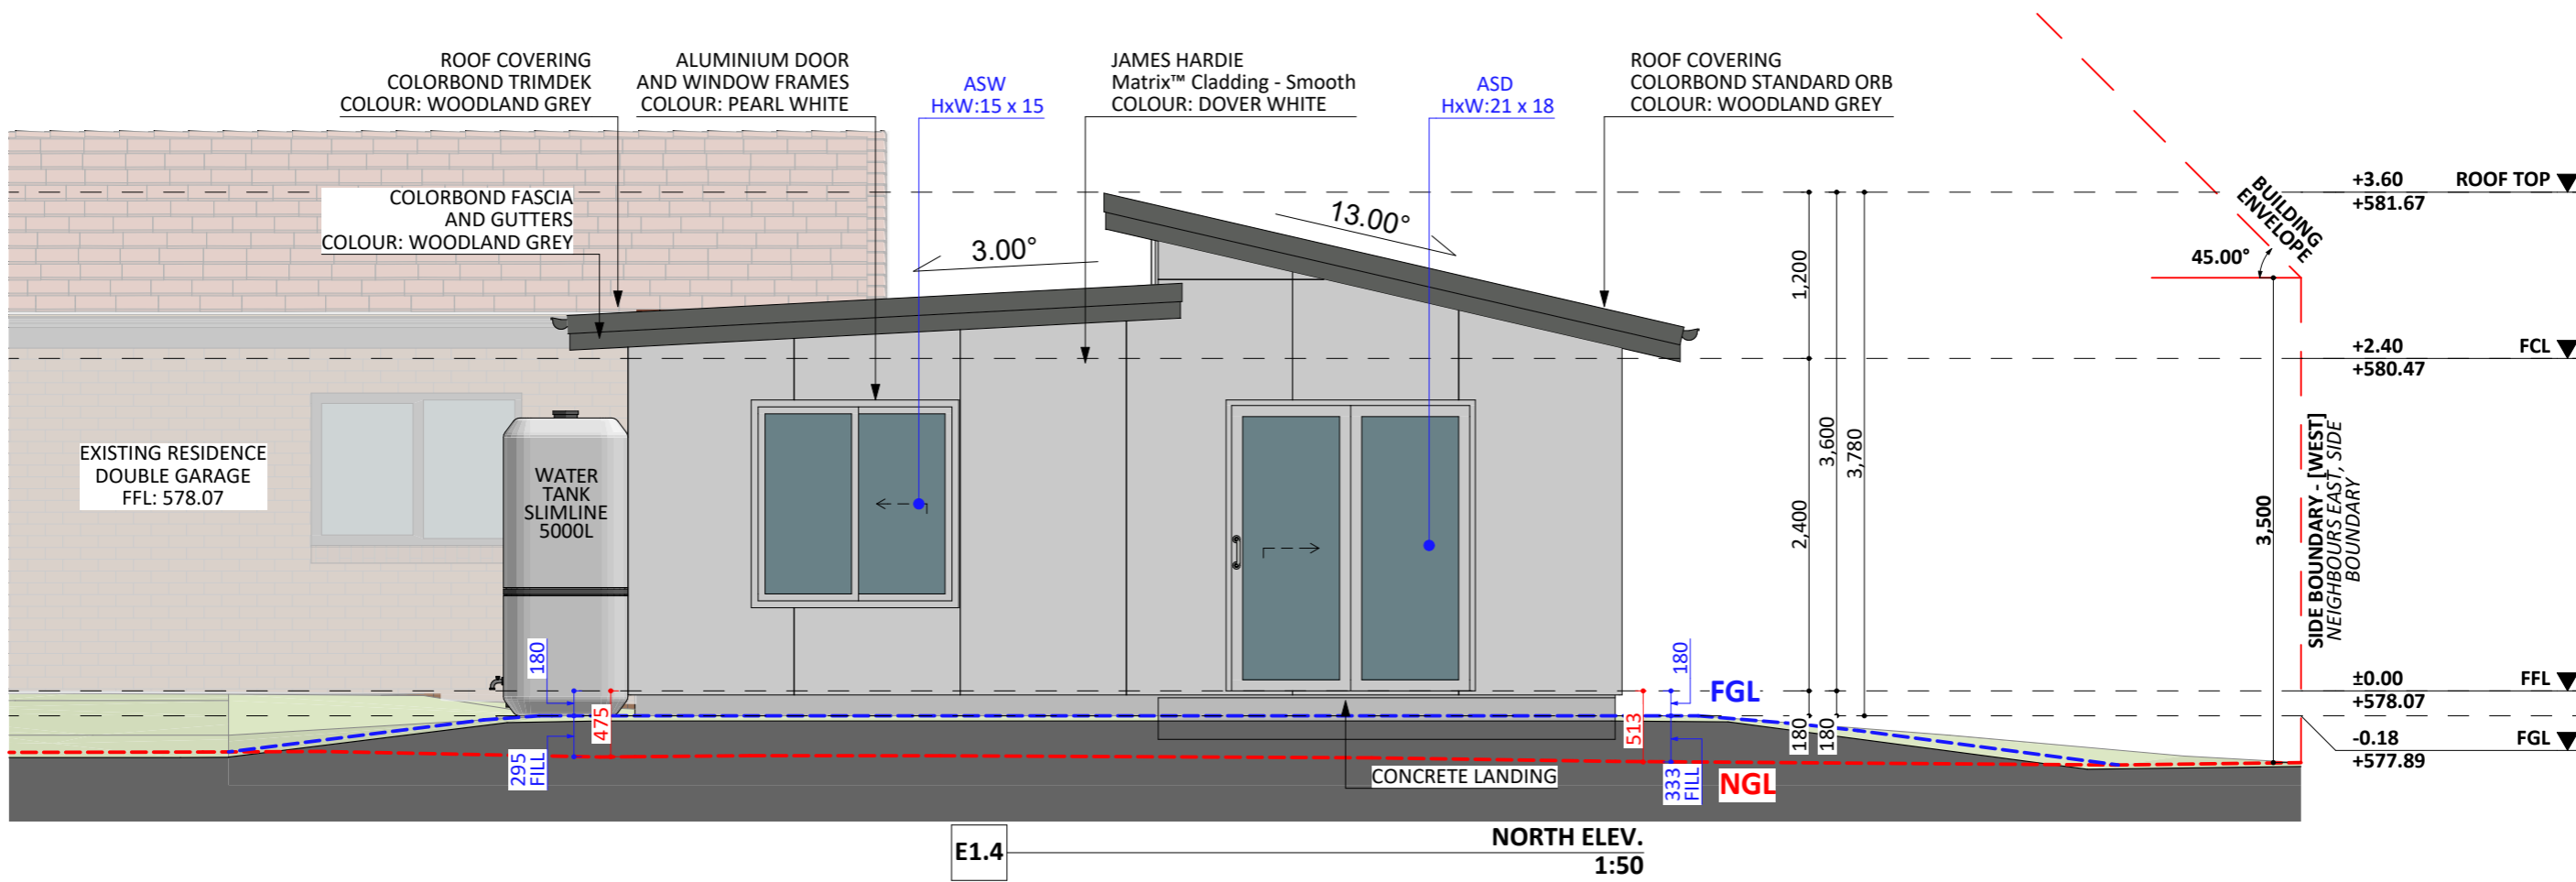 ROOF COVERING
COLORBOND TRIMDEK
COLOUR: WOODLAND GREY
ALUMINIUM DOOR
AND WINDOW FRAMES
COLOUR: PEARL WHITE
ASW
HxW:15 x 15
JAMES HARDIE
Matrix™ Cladding - Smooth
COLOUR: DOVER WHITE
ASD
HxW:21 x 18
ROOF COVERING
COLORBOND STANDARD ORB
COLOUR: WOODLAND GREY
COLORBOND FASCIA
AND GUTTERS
COLOUR: WOODLAND GREY
3.00°
13.00°
BUILDING
ENVELOPE
45.00°
+3.60 ROOF TOP
+581.67
1,200
+2.40 FCL
+580.47
EXISTING RESIDENCE
DOUBLE GARAGE
FFL: 578.07
WATER
TANK
SLIMLINE
5000L
2,400
3,600
3,780
3,500
SIDE BOUNDARY - [WEST]
NEIGHBOURS EAST, SIDE
BOUNDARY
180
475
295
FILL
180
513
333
FILL
FGL
NGL
180
180
±0.00 FFL
+578.07
-0.18 FGL
+577.89
CONCRETE LANDING
E1.4
NORTH ELEV.
1:50